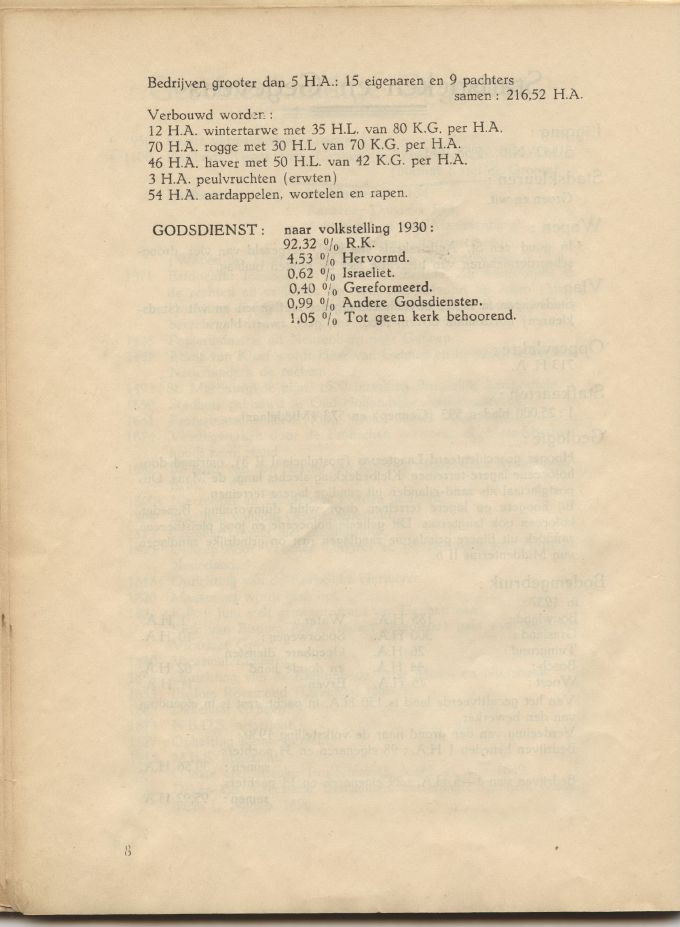 Bedrijven grooter dan 5 H.A.: 15 eigenaren en 9 pachters
samen : 216,52 H.A.
Verbouwd worden :
12 H.A. wintertarwe met 35 H.L. van 80 K.G. per H.A.
70 H.A. rogge met 30 H.L van 70 K.G. per H.A.
46 H.A. haver met 50 H.L. van 42 K.G. per H.A.
3 H.A. peulvruchten (erwten)
54 H.A. aardappelen, wortelen en rapen.
GODSDIENST : naar volkstelling 1930 :
92,32 % R.K.
4,53 % Hervormd.
0,62 % Israeliet.
0,40 % Gereformeerd.
0,99 % Andere Godsdiensten.
1,05 % Tot geen kerk behoorend.
8